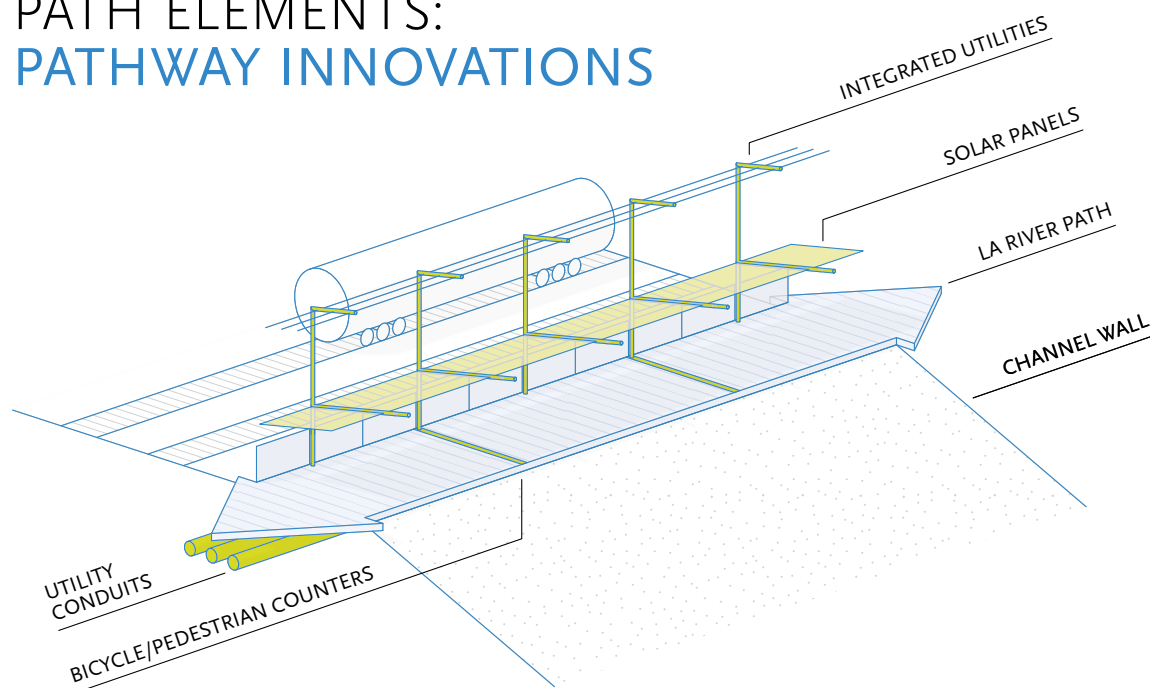 PATH ELEMENTS:
PATHWAY INNOVATIONS
INTEGRATED UTILITIES
SOLAR PANELS
LA RIVER PATH
CHANNEL WALL
UTILITY
CONDUITS
BICYCLE/PEDESTRIAN COUNTERS